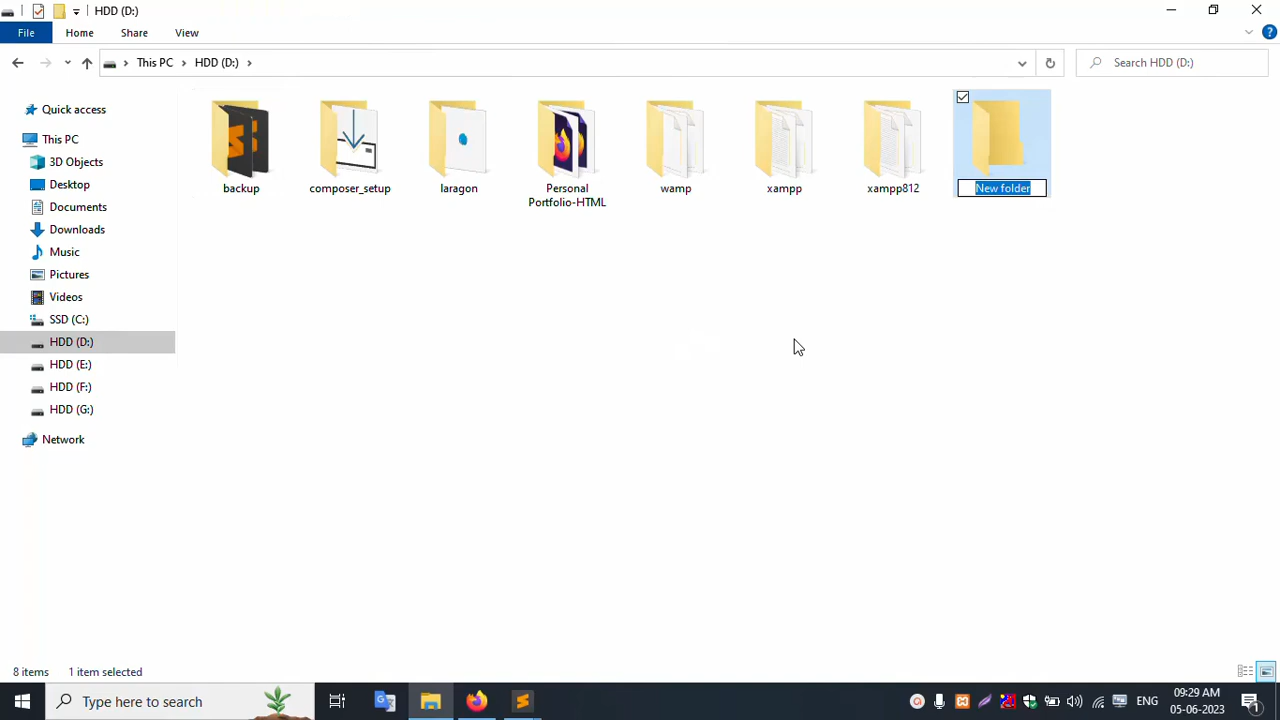 HDD (D:)
File Home Share View
This PC HDD (D:)
Search HDD (D:)
Quick access
This PC
3D Objects
Desktop
Documents
Downloads
Music
Pictures
Videos
SSD (C:)
HDD (D:)
HDD (E:)
HDD (F:)
HDD (G:)
Network
backup composer_setup laragon Personal wamp xampp xampp812 New folder
Portfolio-HTML
8 items 1 item selected
Type here to search
ENG
09:29 AM
05-06-2023
1